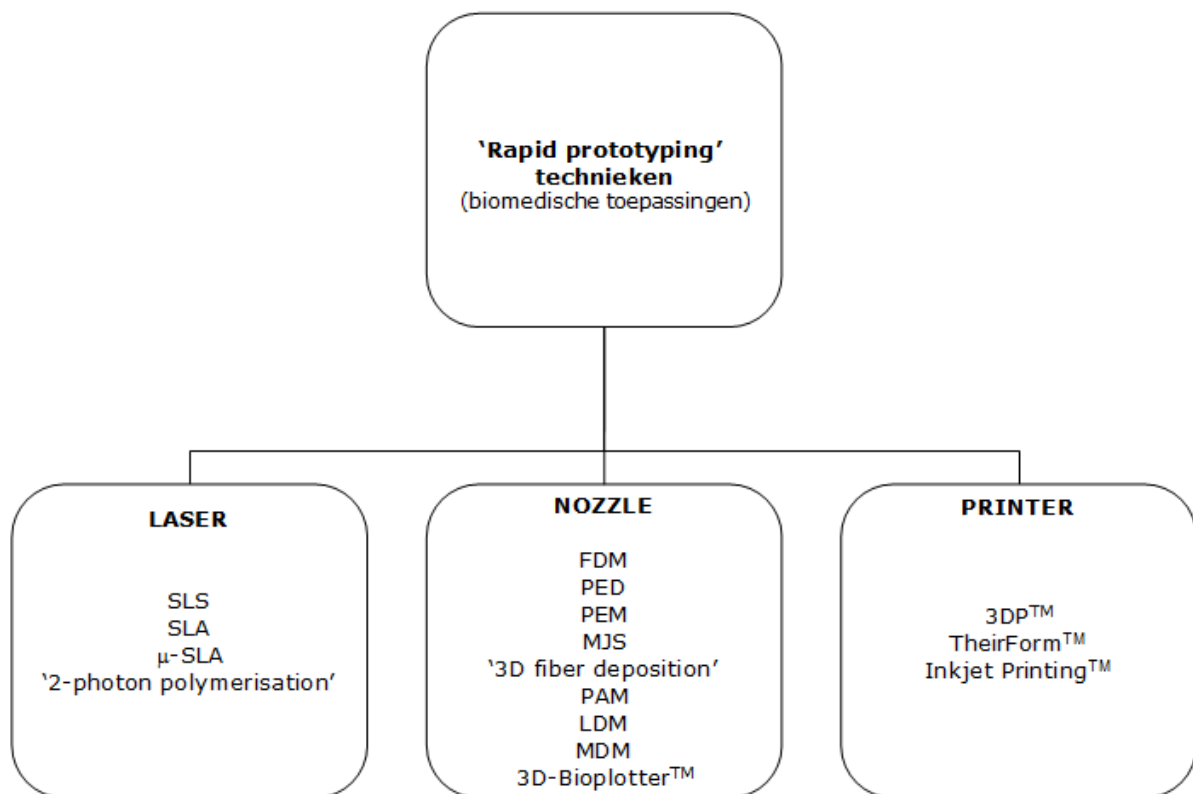 ‘Rapid prototyping’
technieken
(biomedische toepassingen)
LASER
SLS
SLA
µ-SLA
‘2-photon polymerisation’
NOZZLE
FDM
PED
PEM
MJS
‘3D fiber deposition’
PAM
LDM
MDM
3D-Bioplotter™
PRINTER
3DP™
TheirForm™
Inkjet Printing™